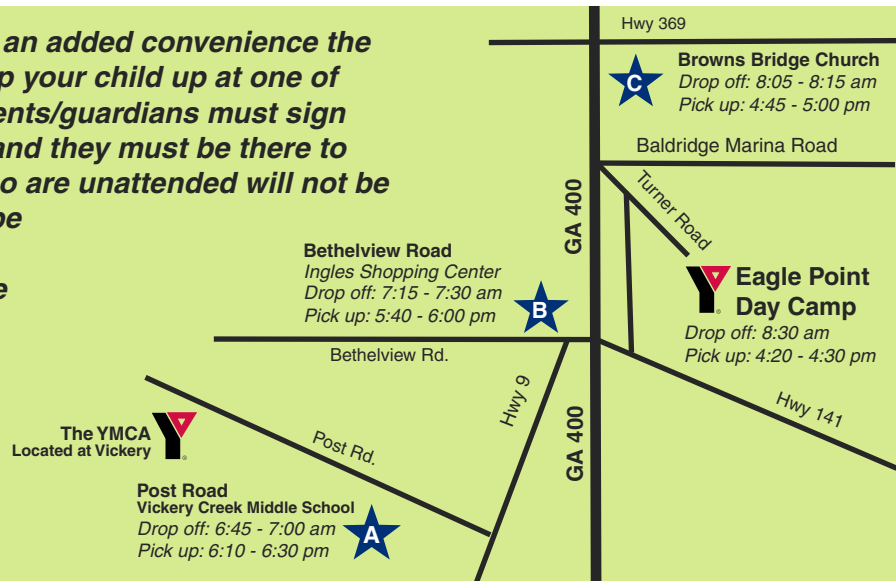 an added convenience the
p your child up at one of
ents/guardians must sign
and they must be there to
o are unattended will not be
be
e
Hwy 369
Browns Bridge Church
C
Drop off: 8:05 - 8:15 am
Pick up: 4:45 - 5:00 pm
Baldridge Marina Road
Turner Road
GA 400
Bethelview Road
Ingles Shopping Center
Drop off: 7:15 - 7:30 am
Pick up: 5:40 - 6:00 pm
B
Eagle Point
Day Camp
Drop off: 8:30 am
Pick up: 4:20 - 4:30 pm
Bethelview Rd.
Hwy 9
Hwy 141
GA 400
The YMCA
Located at Vickery
Post Rd.
Post Road
Vickery Creek Middle School
Drop off: 6:45 - 7:00 am
Pick up: 6:10 - 6:30 pm
A